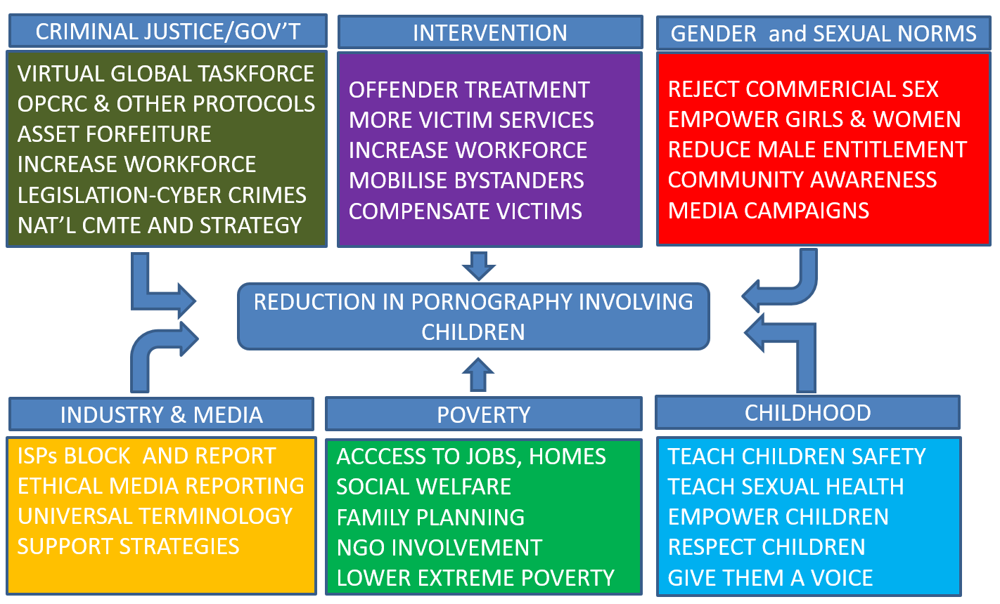 CRIMINAL JUSTICE/GOV’T
VIRTUAL GLOBAL TASKFORCE
OPCRC & OTHER PROTOCOLS
ASSET FORFEITURE
INCREASE WORKFORCE
LEGISLATION-CYBER CRIMES
NAT’L CMTE AND STRATEGY
INTERVENTION
OFFENDER TREATMENT
MORE VICTIM SERVICES
INCREASE WORKFORCE
MOBILISE BYSTANDERS
COMPENSATE VICTIMS
GENDER and SEXUAL NORMS
REJECT COMMERICIAL SEX
EMPOWER GIRLS & WOMEN
REDUCE MALE ENTITLEMENT
COMMUNITY AWARENESS
MEDIA CAMPAIGNS
REDUCTION IN PORNOGRAPHY INVOLVING
CHILDREN
INDUSTRY & MEDIA
ISPs BLOCK AND REPORT
ETHICAL MEDIA REPORTING
UNIVERSAL TERMINOLOGY
SUPPORT STRATEGIES
POVERTY
ACCCESS TO JOBS, HOMES
SOCIAL WELFARE
FAMILY PLANNING
NGO INVOLVEMENT
LOWER EXTREME POVERTY
CHILDHOOD
TEACH CHILDREN SAFETY
TEACH SEXUAL HEALTH
EMPOWER CHILDREN
RESPECT CHILDREN
GIVE THEM A VOICE